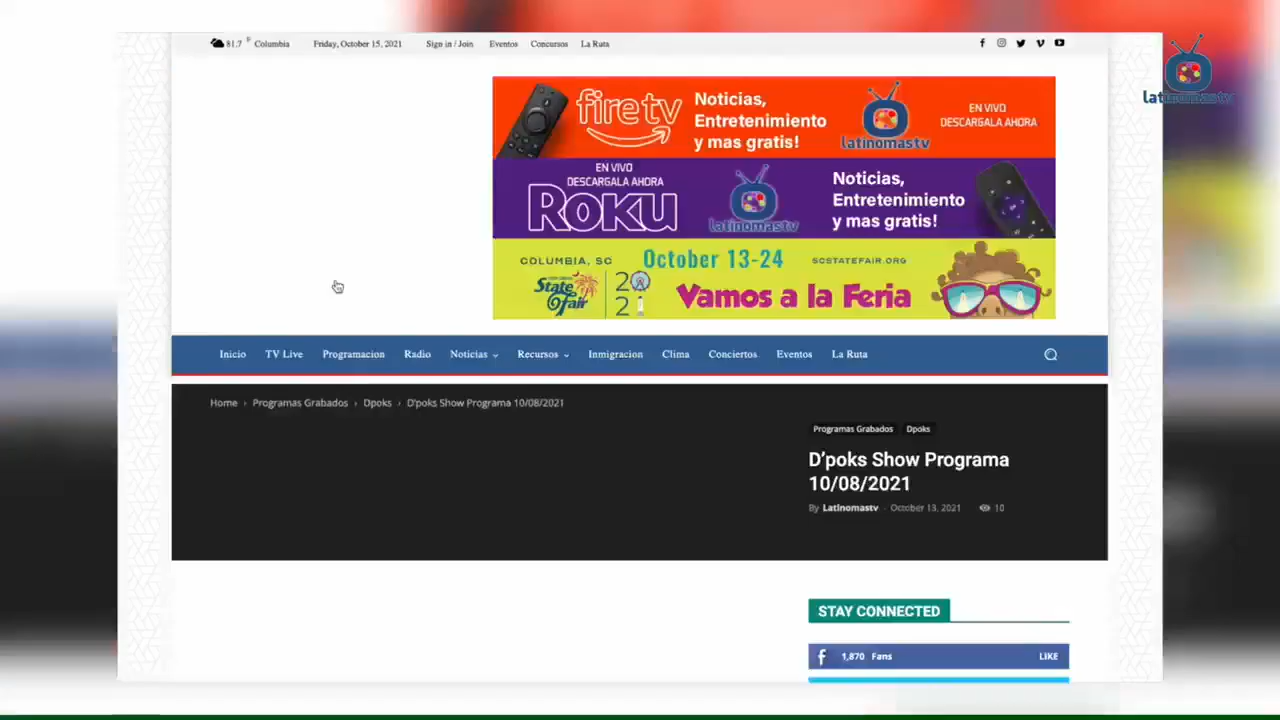 81.7 °F Columbia Friday, October 15, 2021 Sign in / Join Eventos Concursos La Ruta
latinomastv
firetv
Noticias,
Entretenimiento
y mas gratis!
latinomastv
EN VIVO
DESCARGALA AHORA
EN VIVO
DESCARGALA AHORA
ROKU
latinomastv
Noticias,
Entretenimiento
y mas gratis!
COLUMBIA, SC
October 13-24
SCSTATEFAIR.ORG
State
Fair
2021
Vamos a la Feria
Inicio TV Live Programacion Radio Noticias Recursos Inmigracion Clima Conciertos Eventos La Ruta
Home › Programas Grabados › Dpoks › D'poks Show Programa 10/08/2021
Programas Grabados Dpoks
D'poks Show Programa
10/08/2021
By Latinomastv - October 13, 2021 10
STAY CONNECTED
f 1,870 Fans LIKE